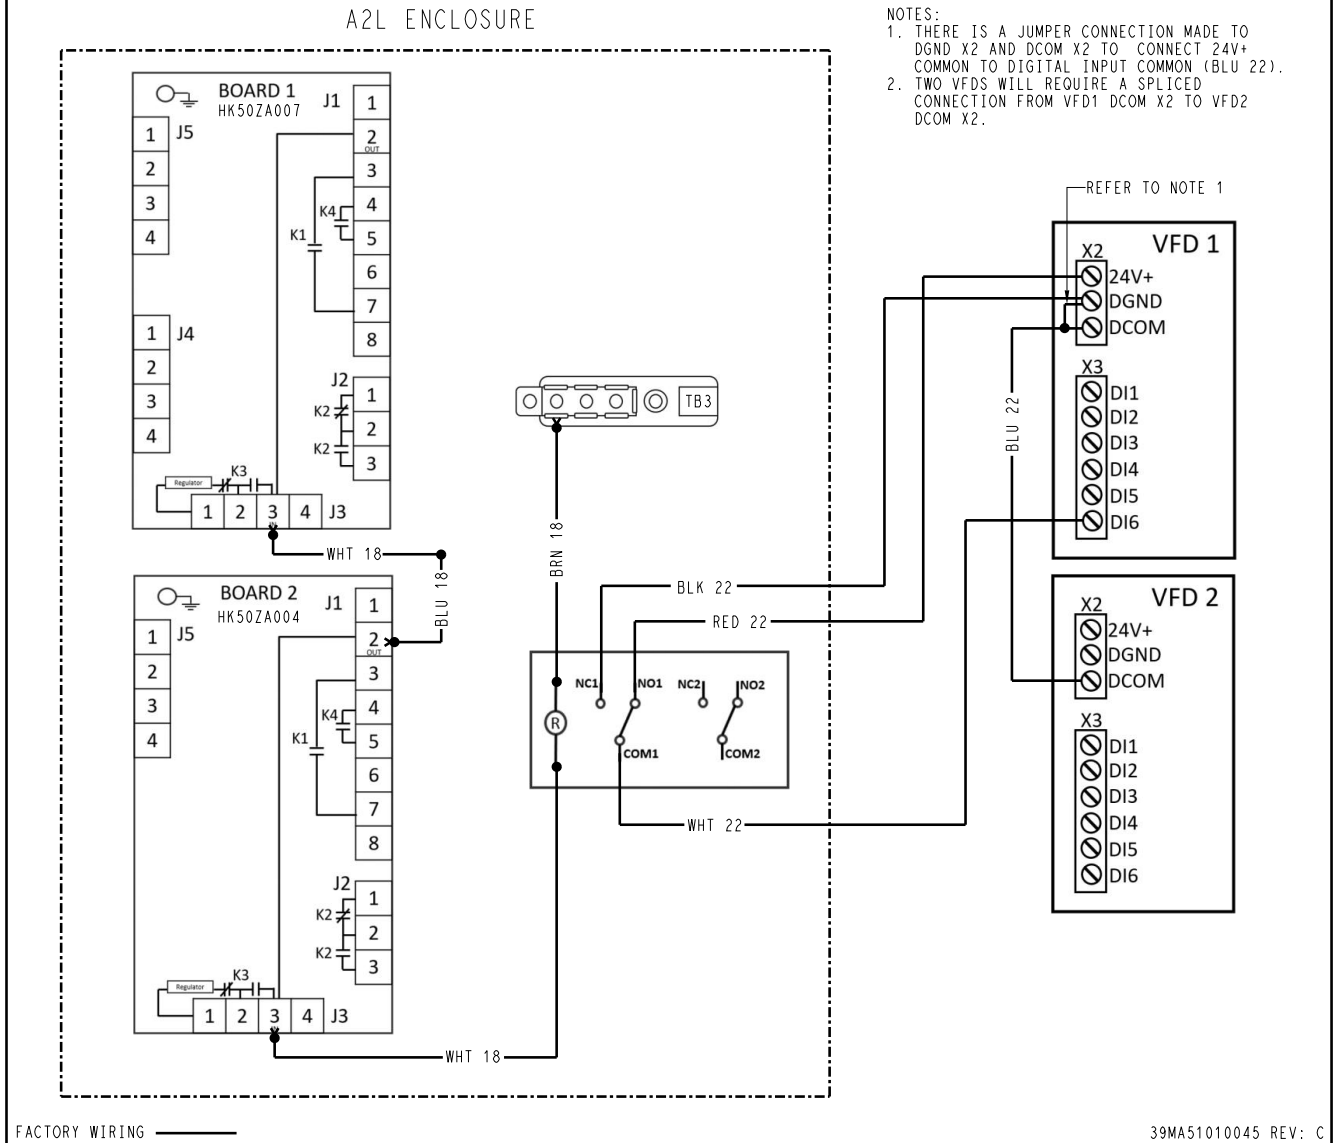 A2L ENCLOSURE
NOTES:
1. THERE IS A JUMPER CONNECTION MADE TO
DGND X2 AND DCOM X2 TO CONNECT 24V+
COMMON TO DIGITAL INPUT COMMON (BLU 22).
2. TWO VFDS WILL REQUIRE A SPLICED
CONNECTION FROM VFD1 DCOM X2 TO VFD2
DCOM X2.
BOARD 1
HK50ZA007
J1
1
2
OUT
3
4
5
6
7
8
J5
1
2
3
4
K4
K1
J4
1
2
3
4
J2
1
2
3
K2
K2
K3
Regulator
1 2 3 4 J3
IN
WHT 18
BLU 18
BOARD 2
HK50ZA004
J1
1
2
OUT
3
4
5
6
7
8
J5
1
2
3
4
K4
K1
J2
1
2
3
K2
K2
K3
Regulator
1 2 3 4 J3
IN
WHT 18
TB3
BRN 18
BLK 22
RED 22
NC1 NO1 NC2 NO2
R
COM1 COM2
WHT 22
REFER TO NOTE 1
VFD 1
X2
24V+
DGND
DCOM
X3
DI1
DI2
DI3
DI4
DI5
DI6
BLU 22
VFD 2
X2
24V+
DGND
DCOM
X3
DI1
DI2
DI3
DI4
DI5
DI6
FACTORY WIRING
39MA51010045 REV: C